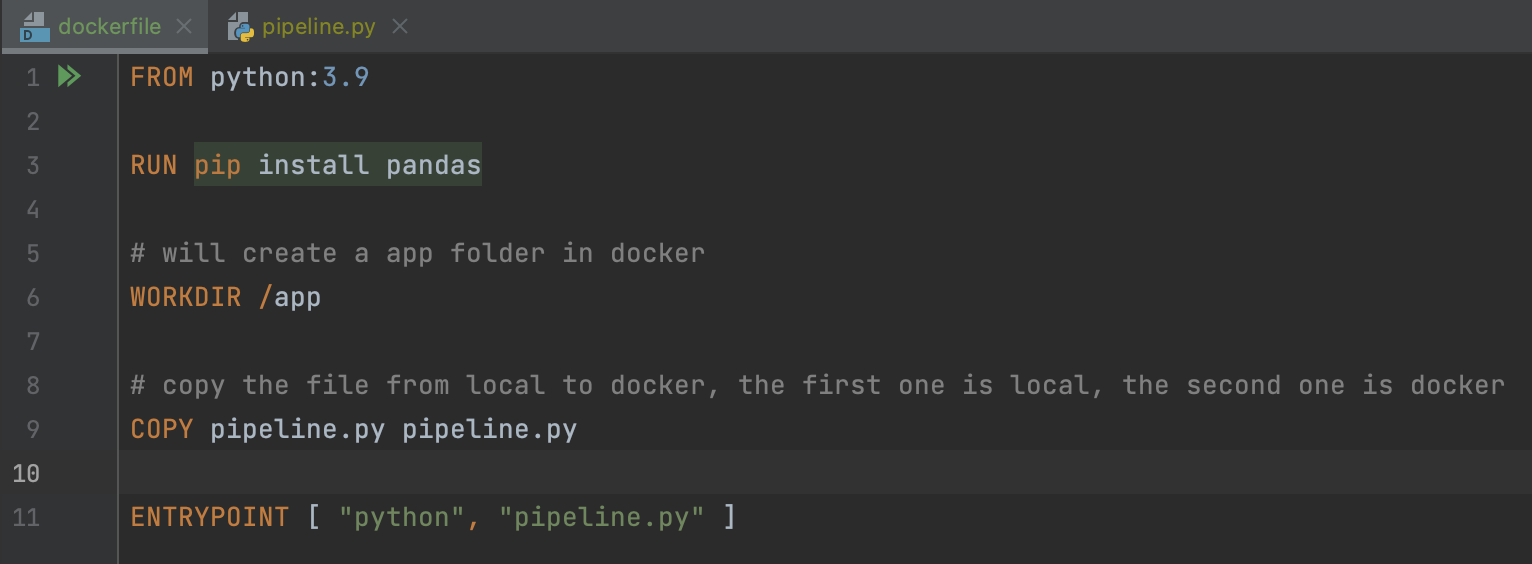 dockerfile pipeline.py
1 FROM python:3.9
2
3 RUN pip install pandas
4
5 # will create a app folder in docker
6 WORKDIR /app
7
8 # copy the file from local to docker, the first one is local, the second one is docker
9 COPY pipeline.py pipeline.py
10
11 ENTRYPOINT [ "python", "pipeline.py" ]